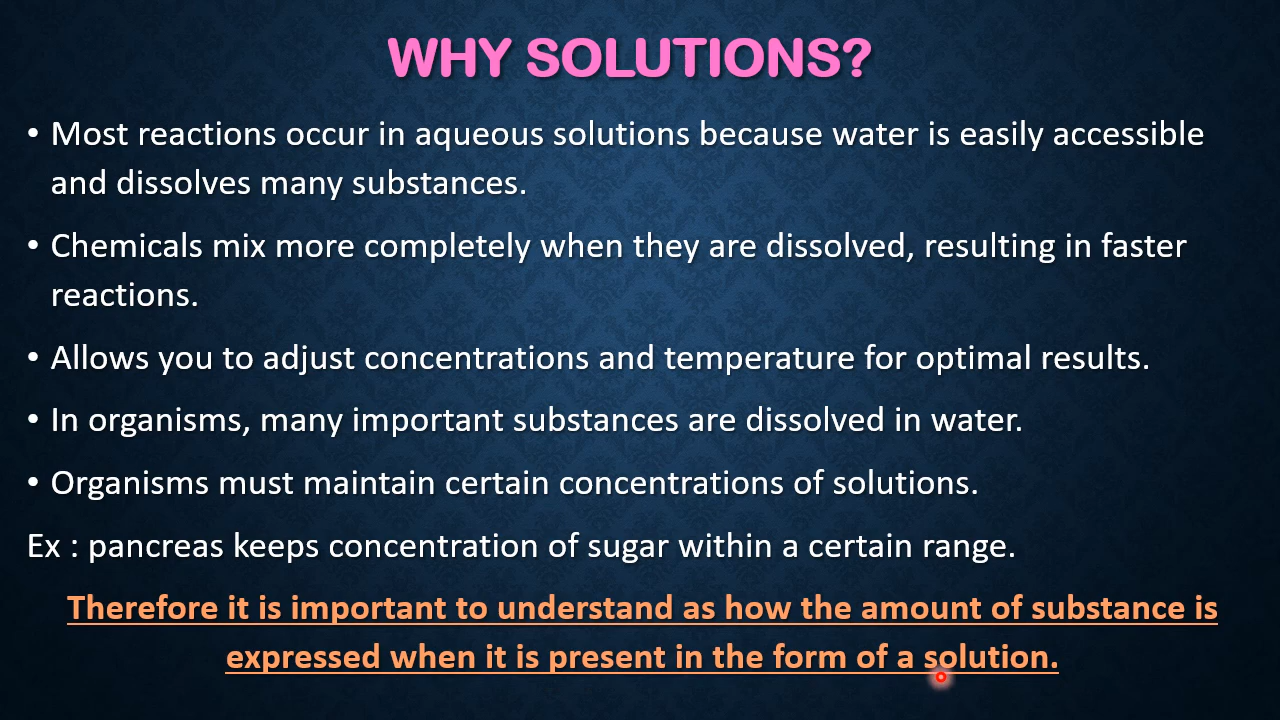 WHY SOLUTIONS?
• Most reactions occur in aqueous solutions because water is easily accessible
and dissolves many substances.
• Chemicals mix more completely when they are dissolved, resulting in faster
reactions.
• Allows you to adjust concentrations and temperature for optimal results.
• In organisms, many important substances are dissolved in water.
• Organisms must maintain certain concentrations of solutions.
Ex : pancreas keeps concentration of sugar within a certain range.
Therefore it is important to understand as how the amount of substance is
expressed when it is present in the form of a solution.